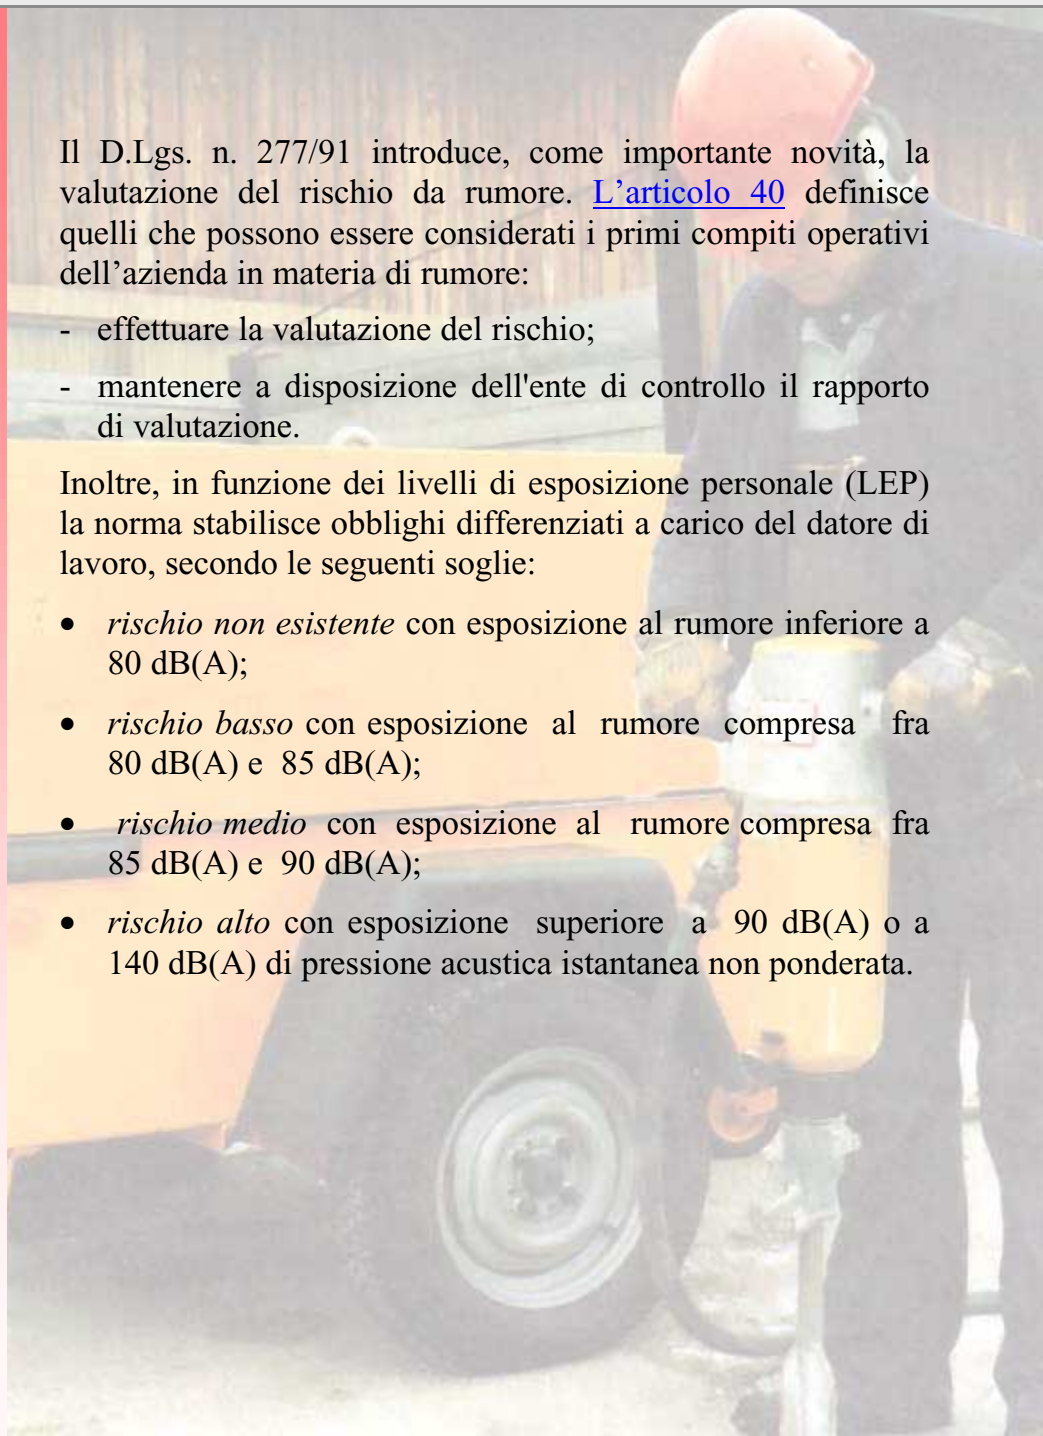 Il D.Lgs. n. 277/91 introduce, come importante novità, la
valutazione del rischio da rumore. L’articolo 40 definisce
quelli che possono essere considerati i primi compiti operativi
dell’azienda in materia di rumore:
- effettuare la valutazione del rischio;
- mantenere a disposizione dell'ente di controllo il rapporto
di valutazione.
Inoltre, in funzione dei livelli di esposizione personale (LEP)
la norma stabilisce obblighi differenziati a carico del datore di
lavoro, secondo le seguenti soglie:
• rischio non esistente con esposizione al rumore inferiore a
80 dB(A);
• rischio basso con esposizione al rumore compresa fra
80 dB(A) e 85 dB(A);
• rischio medio con esposizione al rumore compresa fra
85 dB(A) e 90 dB(A);
• rischio alto con esposizione superiore a 90 dB(A) o a
140 dB(A) di pressione acustica istantanea non ponderata.